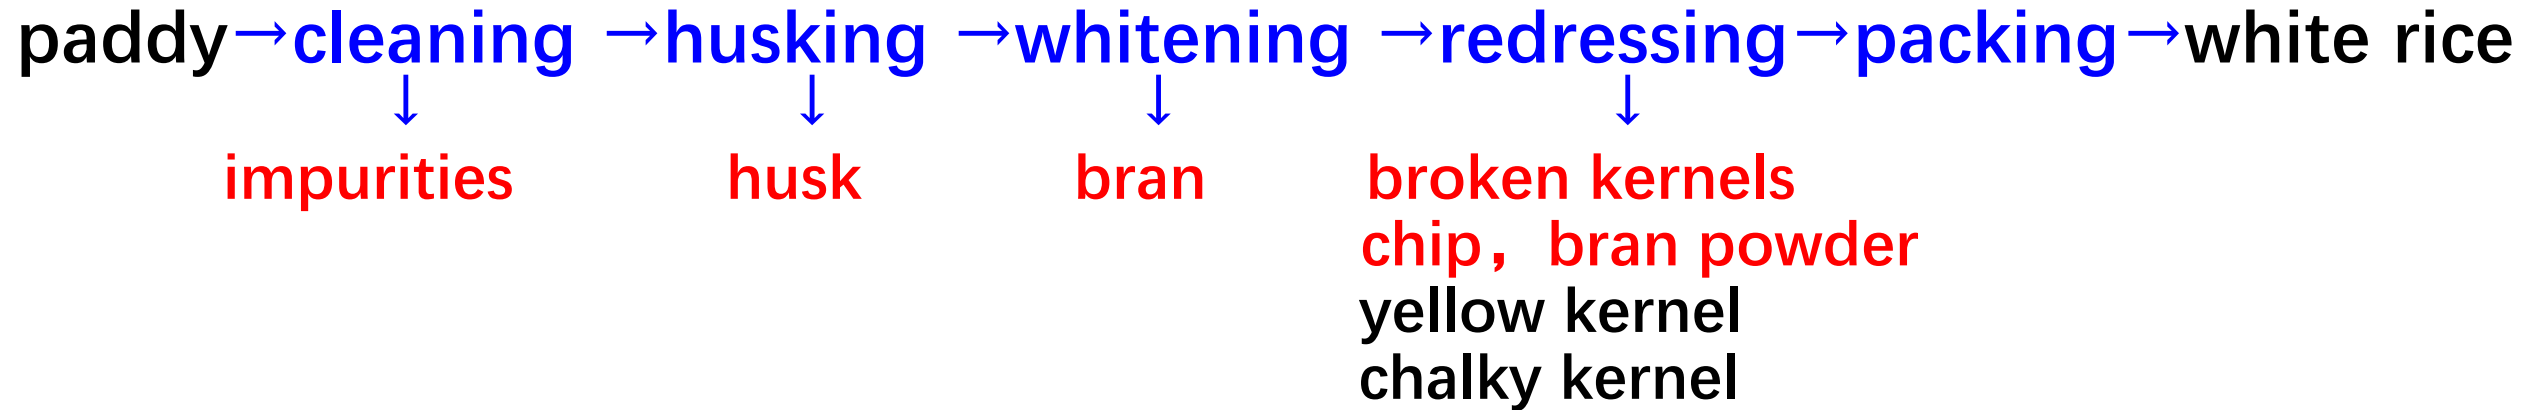 paddy→cleaning →husking →whitening →redressing→packing→white rice
↓ ↓ ↓ ↓
impurities husk bran broken kernels
chip，bran powder
yellow kernel
chalky kernel